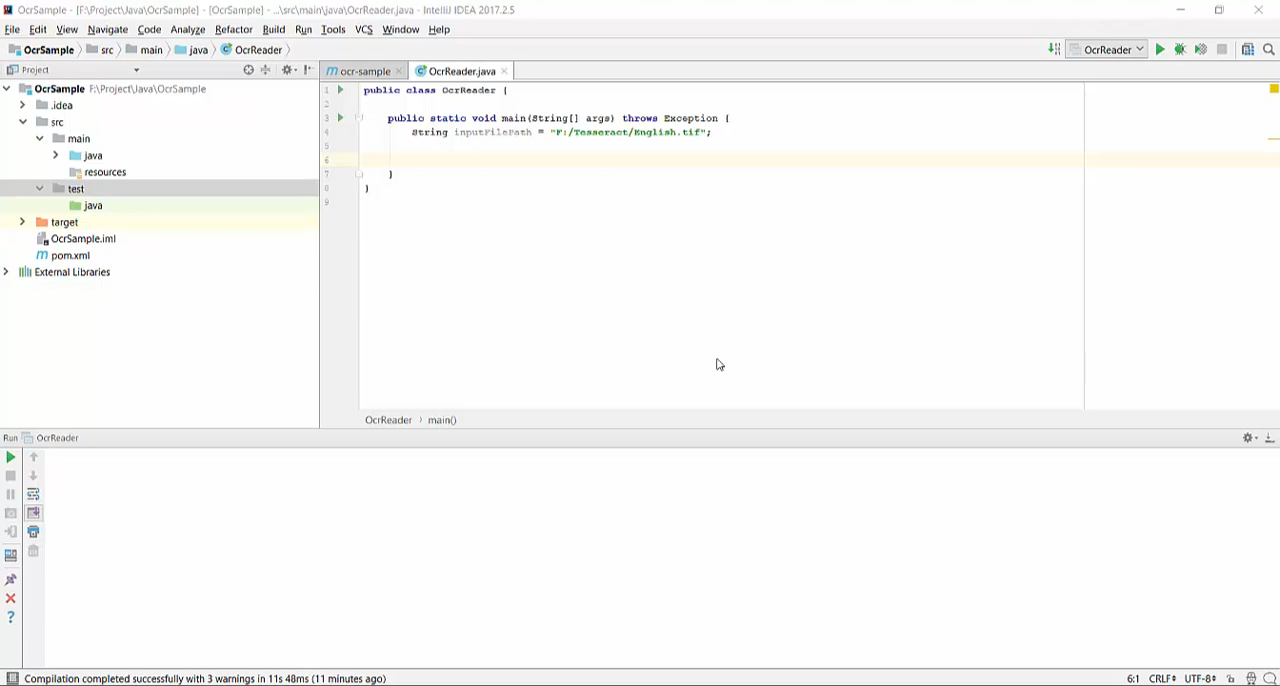 OcrSample - [F:\Project\Java\OcrSample] - [OcrSample] - ...\src\main\java\OcrReader.java - IntelliJ IDEA 2017.2.5
File Edit View Navigate Code Analyze Refactor Build Run Tools VCS Window Help
OcrSample src main java OcrReader
OcrReader
Project
ocr-sample
OcrReader.java
OcrSample F:\Project\Java\OcrSample
.idea
src
main
java
resources
test
java
target
OcrSample.iml
pom.xml
External Libraries
1 public class OcrReader {
2
3 public static void main(String[] args) throws Exception {
4 String inputFilePath = "F:/Tesseract/English.tif";
5
6
7 }
8 }
9
OcrReader main()
Run OcrReader
Compilation completed successfully with 3 warnings in 11s 48ms (11 minutes ago)
6:1 CRLF UTF-8